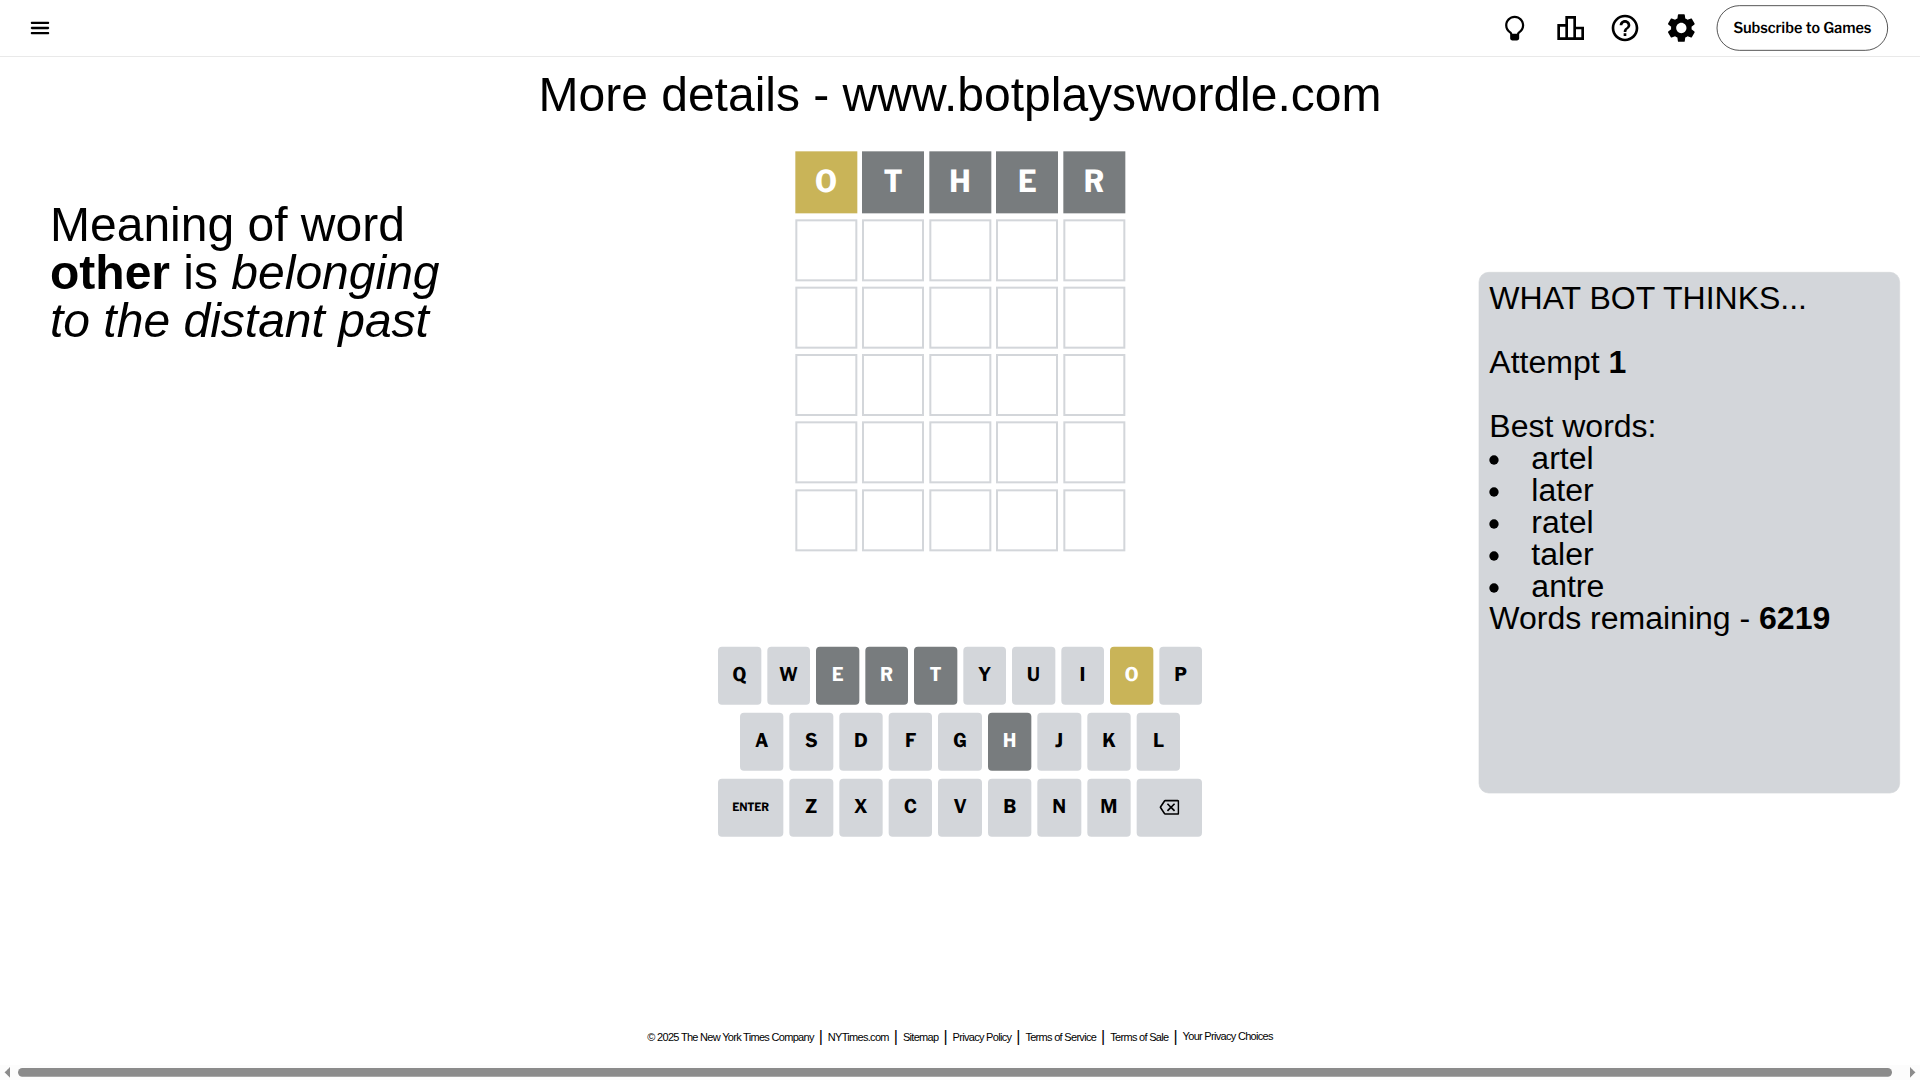 Subscribe to Games
More details - www.botplayswordle.com
O T H E R
Meaning of word
other is belonging
to the distant past
WHAT BOT THINKS...
Attempt 1
Best words:
• artel
• later
• ratel
• taler
• antre
Words remaining - 6219
Q W E R T Y U I O P
A S D F G H J K L
ENTER Z X C V B N M
© 2025 The New York Times Company | NYTimes.com | Sitemap | Privacy Policy | Terms of Service | Terms of Sale | Your Privacy Choices